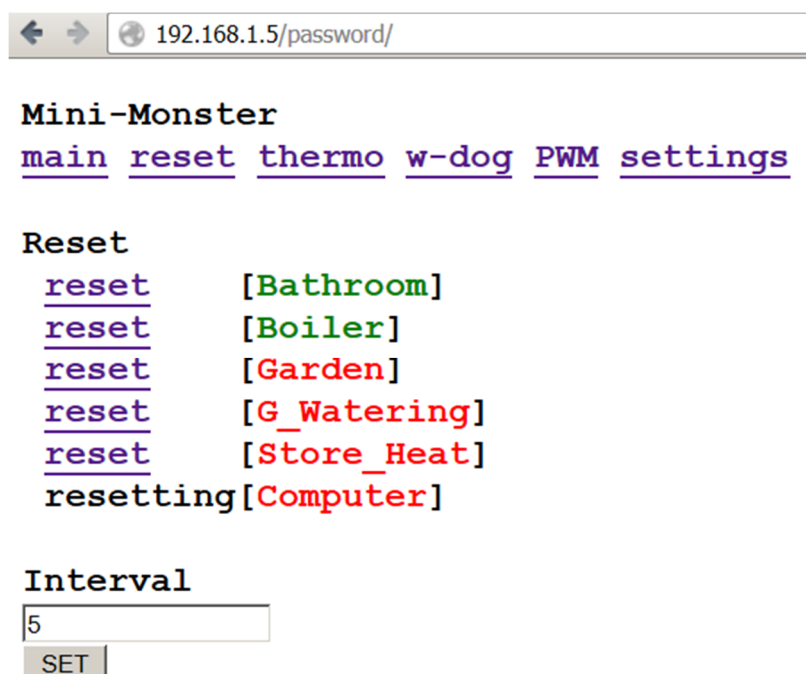 192.168.1.5/password/
Mini-Monster
main reset thermo w-dog PWM settings
Reset
reset [Bathroom]
reset [Boiler]
reset [Garden]
reset [G_Watering]
reset [Store_Heat]
resetting[Computer]
Interval
5
SET